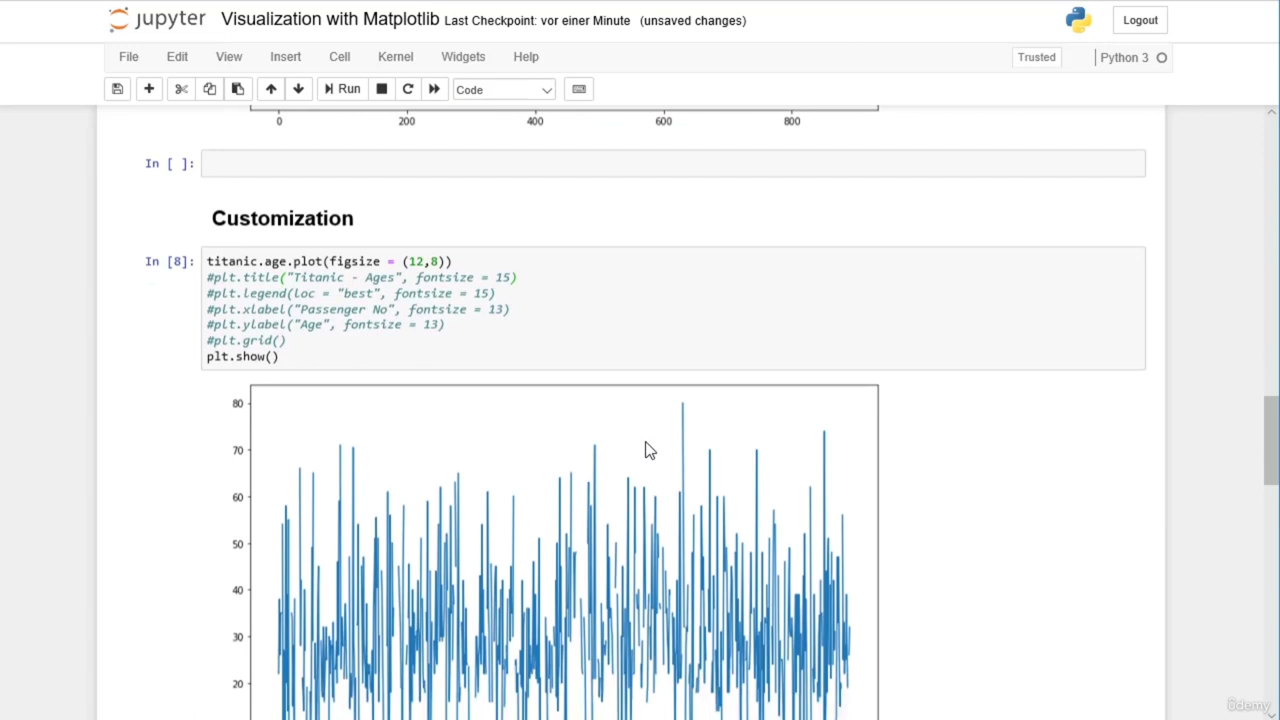 jupyter Visualization with Matplotlib Last Checkpoint: vor einer Minute (unsaved changes) Logout
File Edit View Insert Cell Kernel Widgets Help Trusted Python 3
Run Code
0 200 400 600 800
In [ ]:
Customization
In [8]: titanic.age.plot(figsize = (12,8))
#plt.title("Titanic - Ages", fontsize = 15)
#plt.legend(loc = "best", fontsize = 15)
#plt.xlabel("Passenger No", fontsize = 13)
#plt.ylabel("Age", fontsize = 13)
#plt.grid()
plt.show()
80
70
60
50
40
30
20
ûdemy